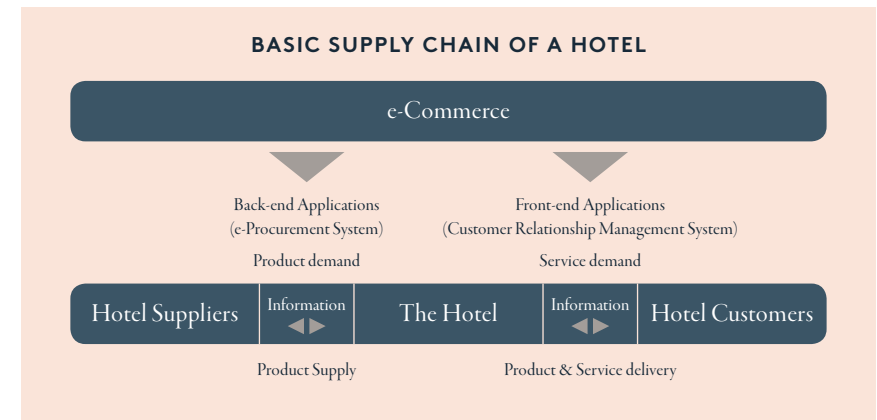 BASIC SUPPLY CHAIN OF A HOTEL
e-Commerce
Back-end Applications
(e-Procurement System)
Product demand
Front-end Applications
(Customer Relationship Management System)
Service demand
Hotel Suppliers
Information
The Hotel
Information
Hotel Customers
Product Supply
Product & Service delivery